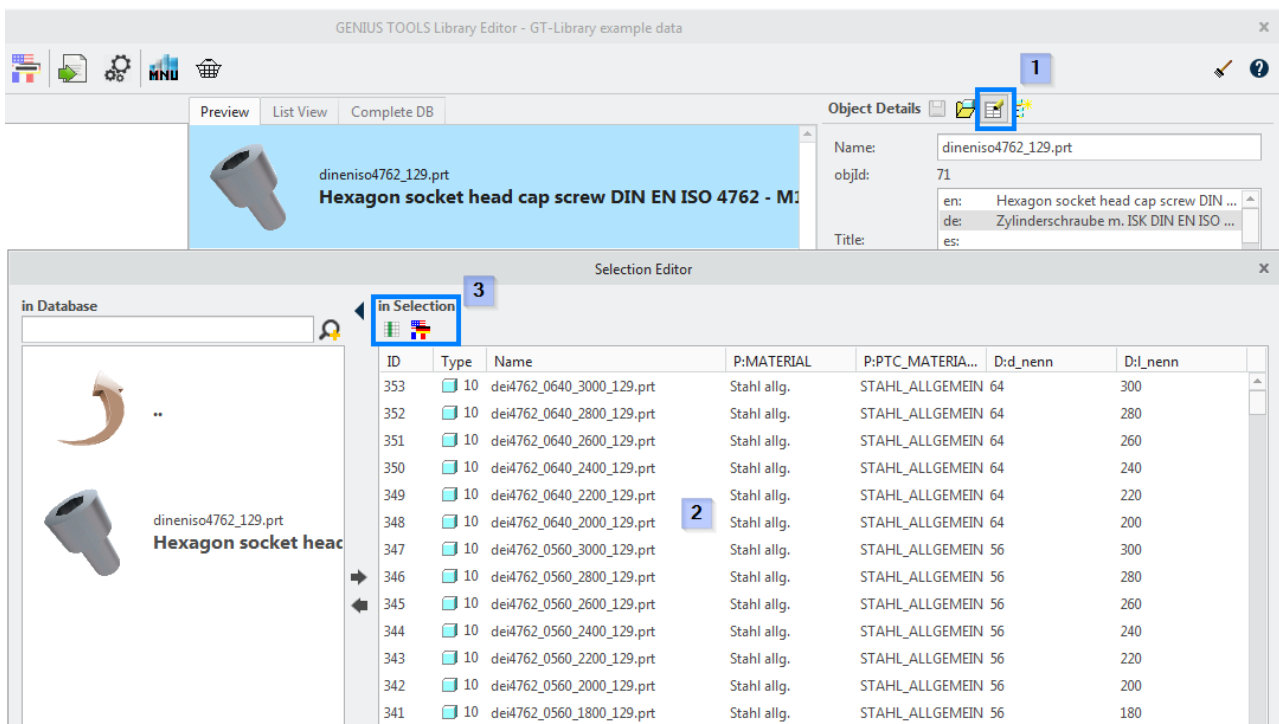 GENIUS TOOLS Library Editor - GT-Library example data
x
MNU
1
?
Preview List View Complete DB
Object Details
dineniso4762_129.prt
Hexagon socket head cap screw DIN EN ISO 4762 - M1
Name: dineniso4762_129.prt
objId: 71
en: Hexagon socket head cap screw DIN ...
de: Zylinderschraube m. ISK DIN EN ISO ...
Title:
es:
Selection Editor
x
in Database
in Selection
3
ID Type Name P:MATERIAL P:PTC_MATERIA... D:d_nenn D:l_nenn
353 10 dei4762_0640_3000_129.prt Stahl allg. STAHL_ALLGEMEIN 64 300
352 10 dei4762_0640_2800_129.prt Stahl allg. STAHL_ALLGEMEIN 64 280
351 10 dei4762_0640_2600_129.prt Stahl allg. STAHL_ALLGEMEIN 64 260
350 10 dei4762_0640_2400_129.prt Stahl allg. STAHL_ALLGEMEIN 64 240
349 10 dei4762_0640_2200_129.prt Stahl allg. STAHL_ALLGEMEIN 64 220
348 10 dei4762_0640_2000_129.prt Stahl allg. STAHL_ALLGEMEIN 64 200
347 10 dei4762_0560_3000_129.prt Stahl allg. STAHL_ALLGEMEIN 56 300
346 10 dei4762_0560_2800_129.prt Stahl allg. STAHL_ALLGEMEIN 56 280
345 10 dei4762_0560_2600_129.prt Stahl allg. STAHL_ALLGEMEIN 56 260
344 10 dei4762_0560_2400_129.prt Stahl allg. STAHL_ALLGEMEIN 56 240
343 10 dei4762_0560_2200_129.prt Stahl allg. STAHL_ALLGEMEIN 56 220
342 10 dei4762_0560_2000_129.prt Stahl allg. STAHL_ALLGEMEIN 56 200
341 10 dei4762_0560_1800_129.prt Stahl allg. STAHL_ALLGEMEIN 56 180
2
..
dineniso4762_129.prt
Hexagon socket head